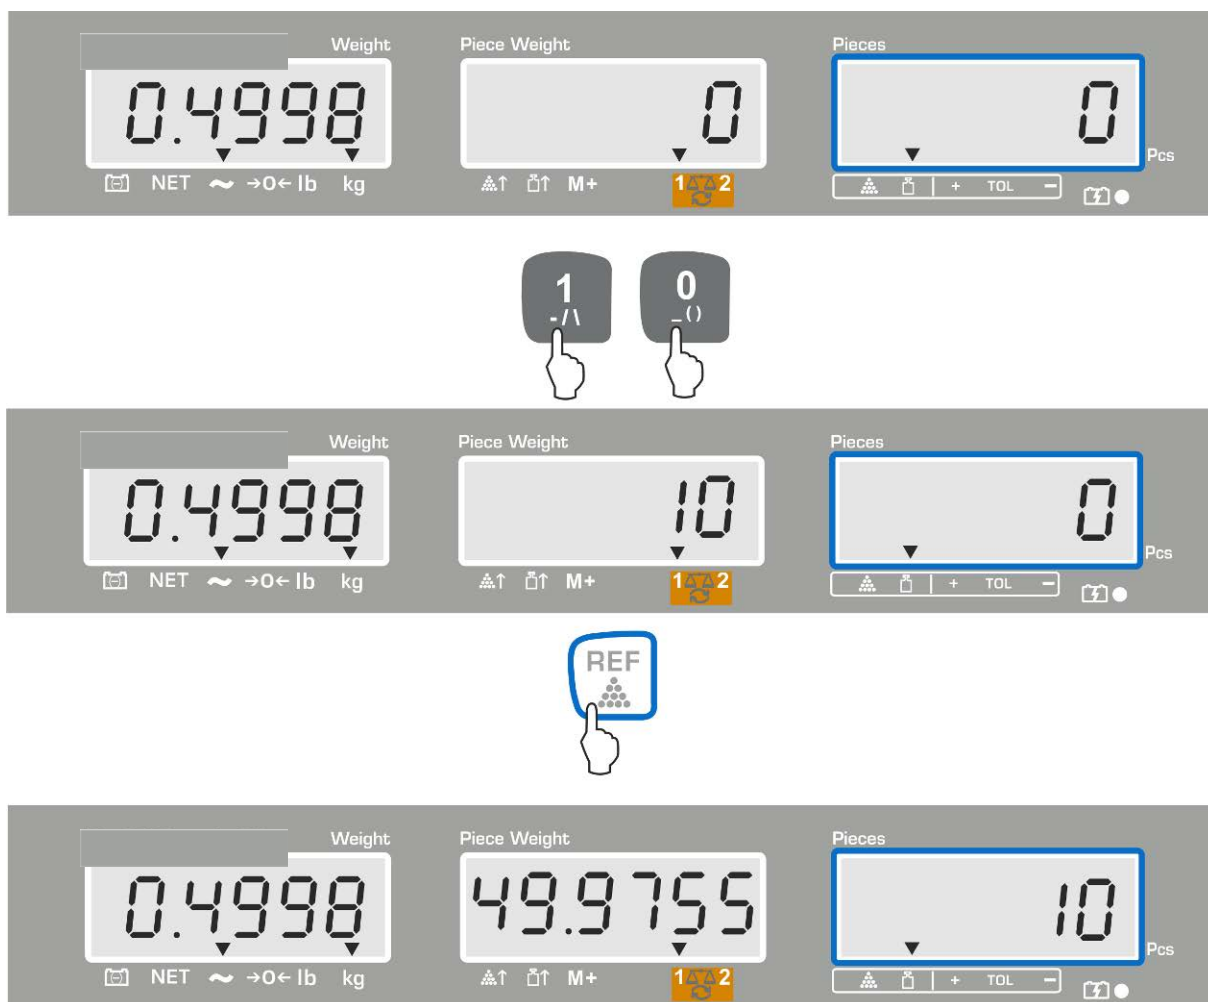 Weight Piece Weight Pieces
0.4998 0 0
Pcs
NET ~ →0← lb kg M+ 1 2 + TOL −
1 0
-/\ _()
Weight Piece Weight Pieces
0.4998 10 0
Pcs
NET ~ →0← lb kg M+ 1 2 + TOL −
REF
Weight Piece Weight Pieces
0.4998 49.9755 10
Pcs
NET ~ →0← lb kg M+ 1 2 + TOL −